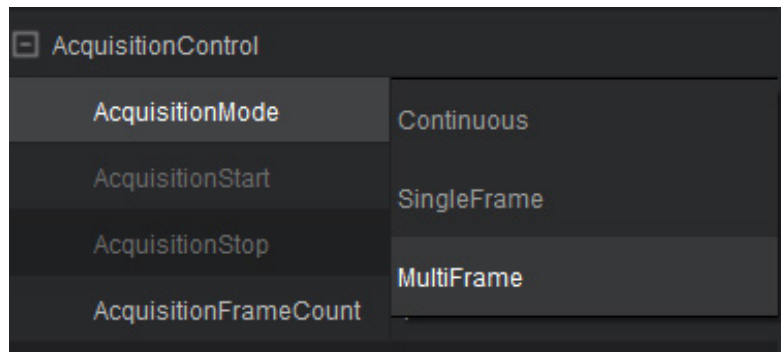 AcquisitionControl
AcquisitionMode
Continuous
AcquisitionStart
SingleFrame
AcquisitionStop
MultiFrame
AcquisitionFrameCount